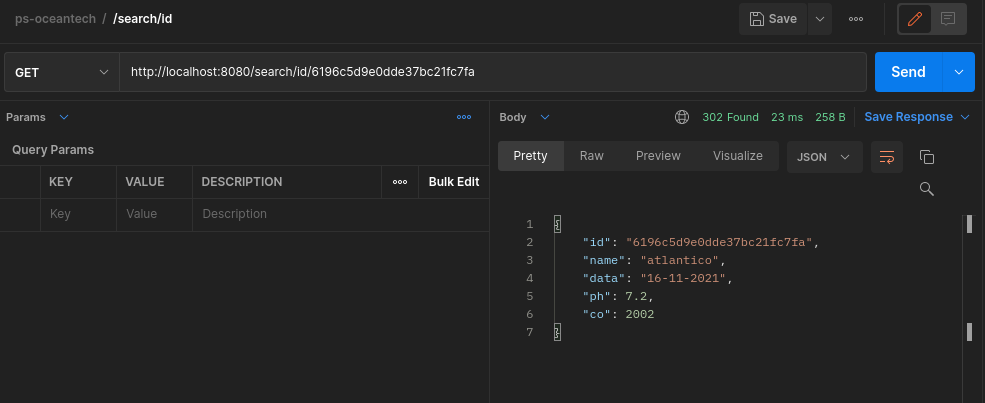 ps-oceantech / /search/id
Save
GET
http://localhost:8080/search/id/6196c5d9e0dde37bc21fc7fa
Send
Params
Query Params
KEY VALUE DESCRIPTION Bulk Edit
Key Value Description
Body 302 Found 23 ms 258 B Save Response
Pretty Raw Preview Visualize JSON
1 {
2 "id": "6196c5d9e0dde37bc21fc7fa",
3 "name": "atlantico",
4 "data": "16-11-2021",
5 "ph": 7.2,
6 "co": 2002
7 }